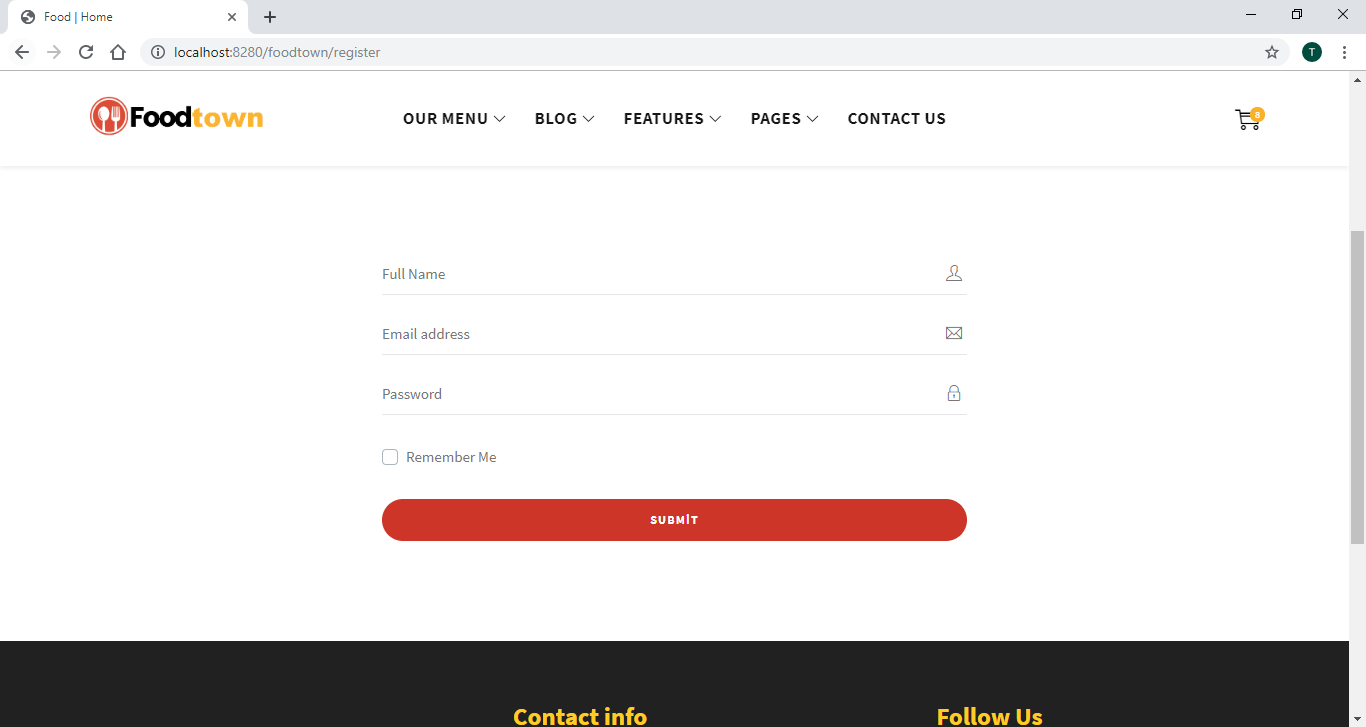 Food | Home
localhost:8280/foodtown/register
T
Foodtown
OUR MENU BLOG FEATURES PAGES CONTACT US
8
Full Name
Email address
Password
Remember Me
SUBMİT
Contact info Follow Us